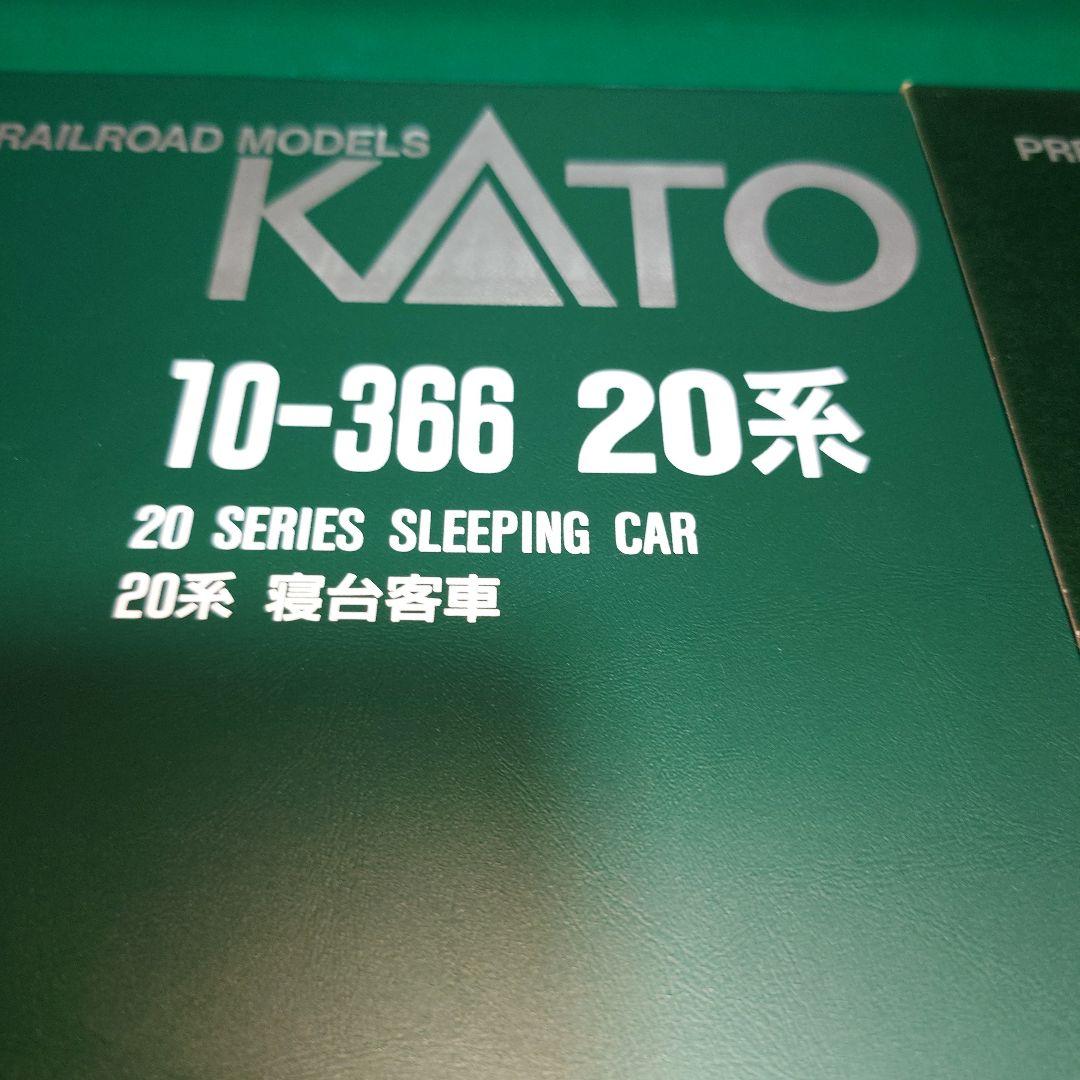 RAILROAD MODELS
KATO
10-366 20系
20 SERIES SLEEPING CAR
20系 寝台客車